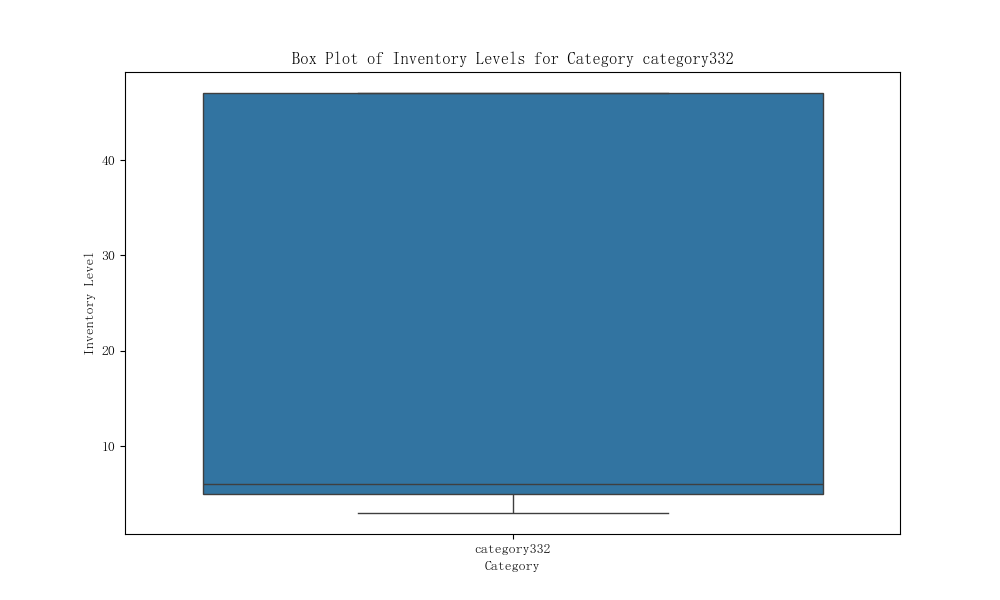 Box Plot of Inventory Levels for Category category332
40
30
20
10
Inventory Level
category332
Category